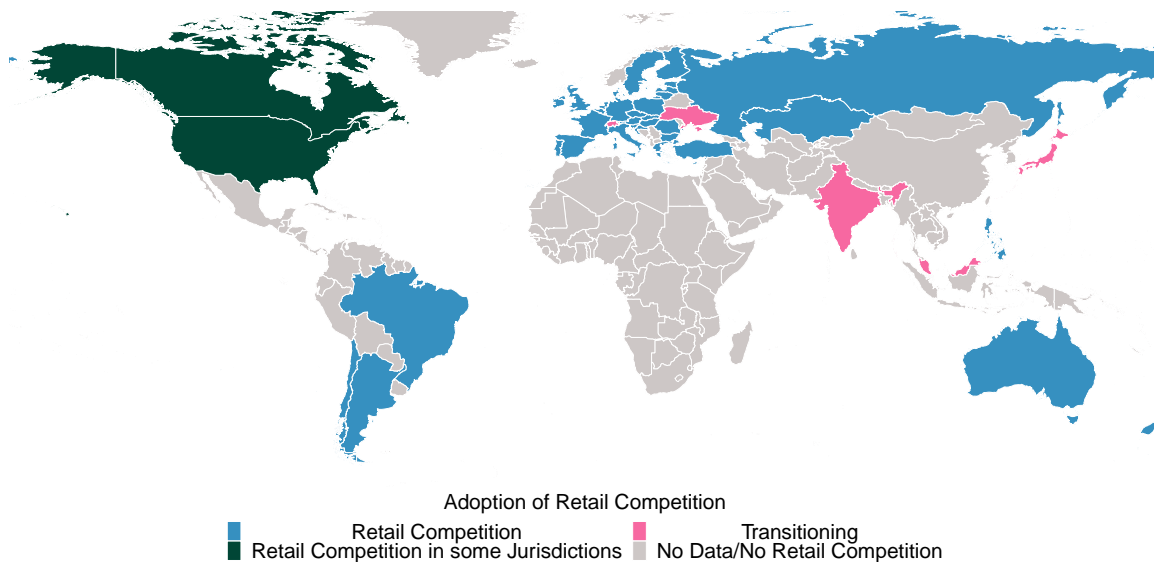 Adoption of Retail Competition
Retail Competition
Transitioning
Retail Competition in some Jurisdictions
No Data/No Retail Competition